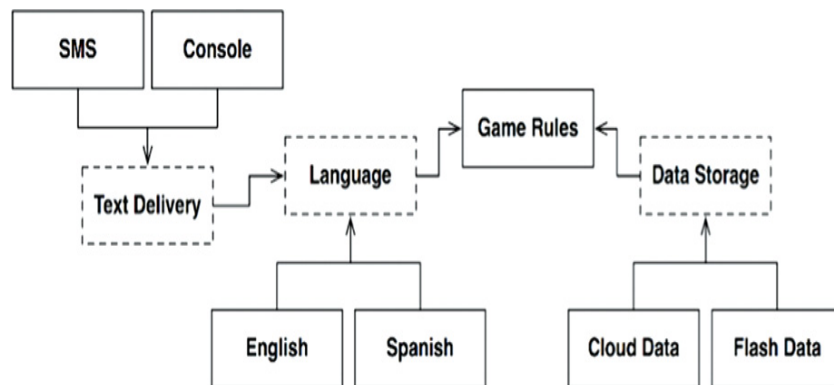 SMS
Console
Game Rules
Language
Data Storage
Text Delivery
English
Spanish
Cloud Data
Flash Data